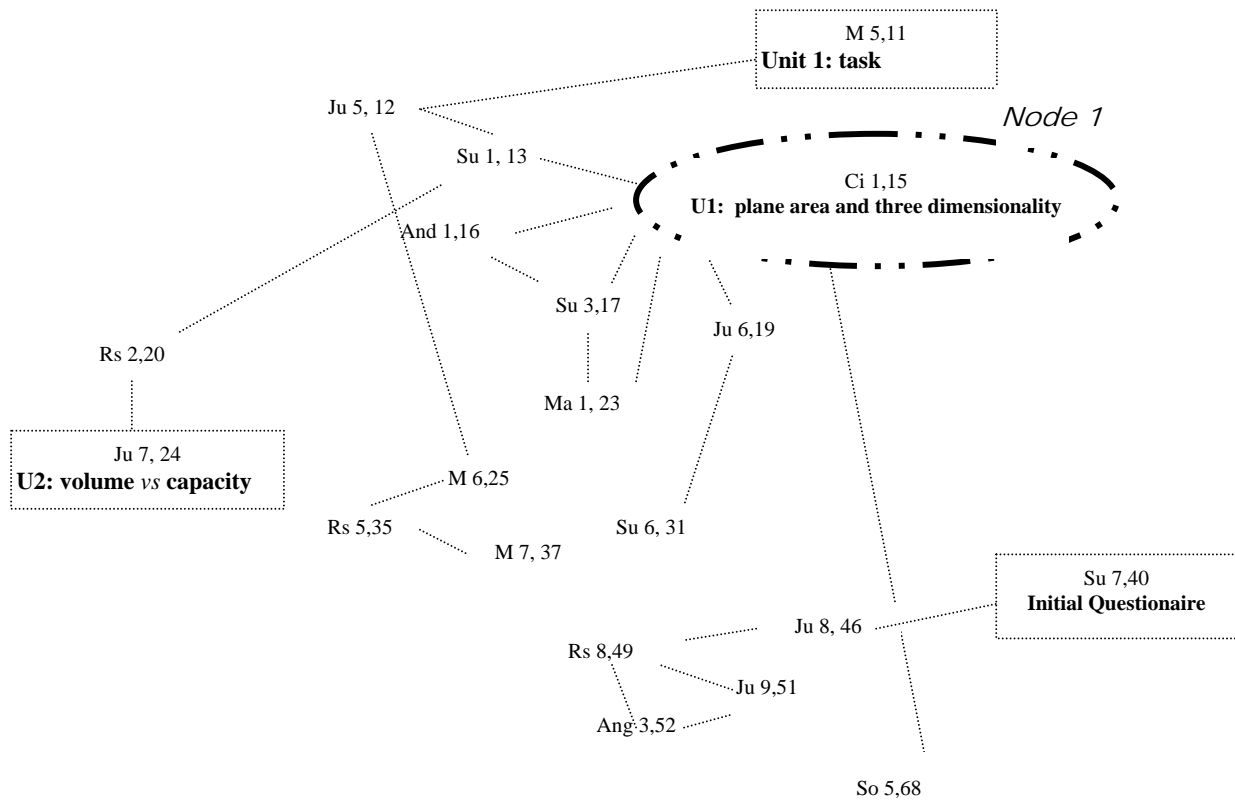 M 5,11
Unit 1: task
Ju 5, 12
Node 1
Su 1, 13
Ci 1,15
U1: plane area and three dimensionality
And 1,16
Su 3,17
Ju 6,19
Rs 2,20
Ma 1, 23
Ju 7, 24
U2: volume vs capacity
M 6,25
Rs 5,35
Su 6, 31
M 7, 37
Su 7,40
Initial Questionaire
Ju 8, 46
Rs 8,49
Ju 9,51
Ang 3,52
So 5,68